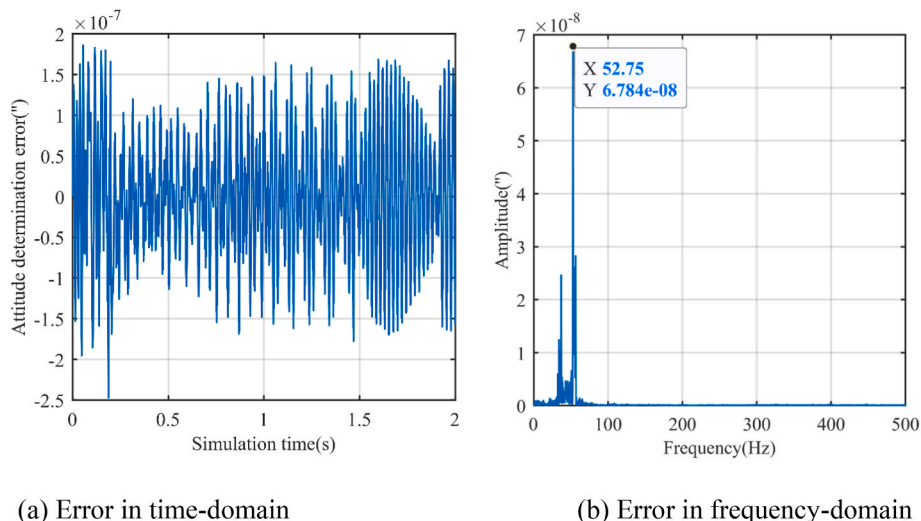 ×10⁻⁷
2
1.5
1
0.5
0
-0.5
-1
-1.5
-2
-2.5
Attitude determination error(")
0 0.5 1 1.5 2
Simulation time(s)
(a) Error in time-domain
×10⁻⁸
7
6
5
4
3
2
1
0
Amplitude(")
X 52.75
Y 6.784e-08
0 100 200 300 400 500
Frequency(Hz)
(b) Error in frequency-domain